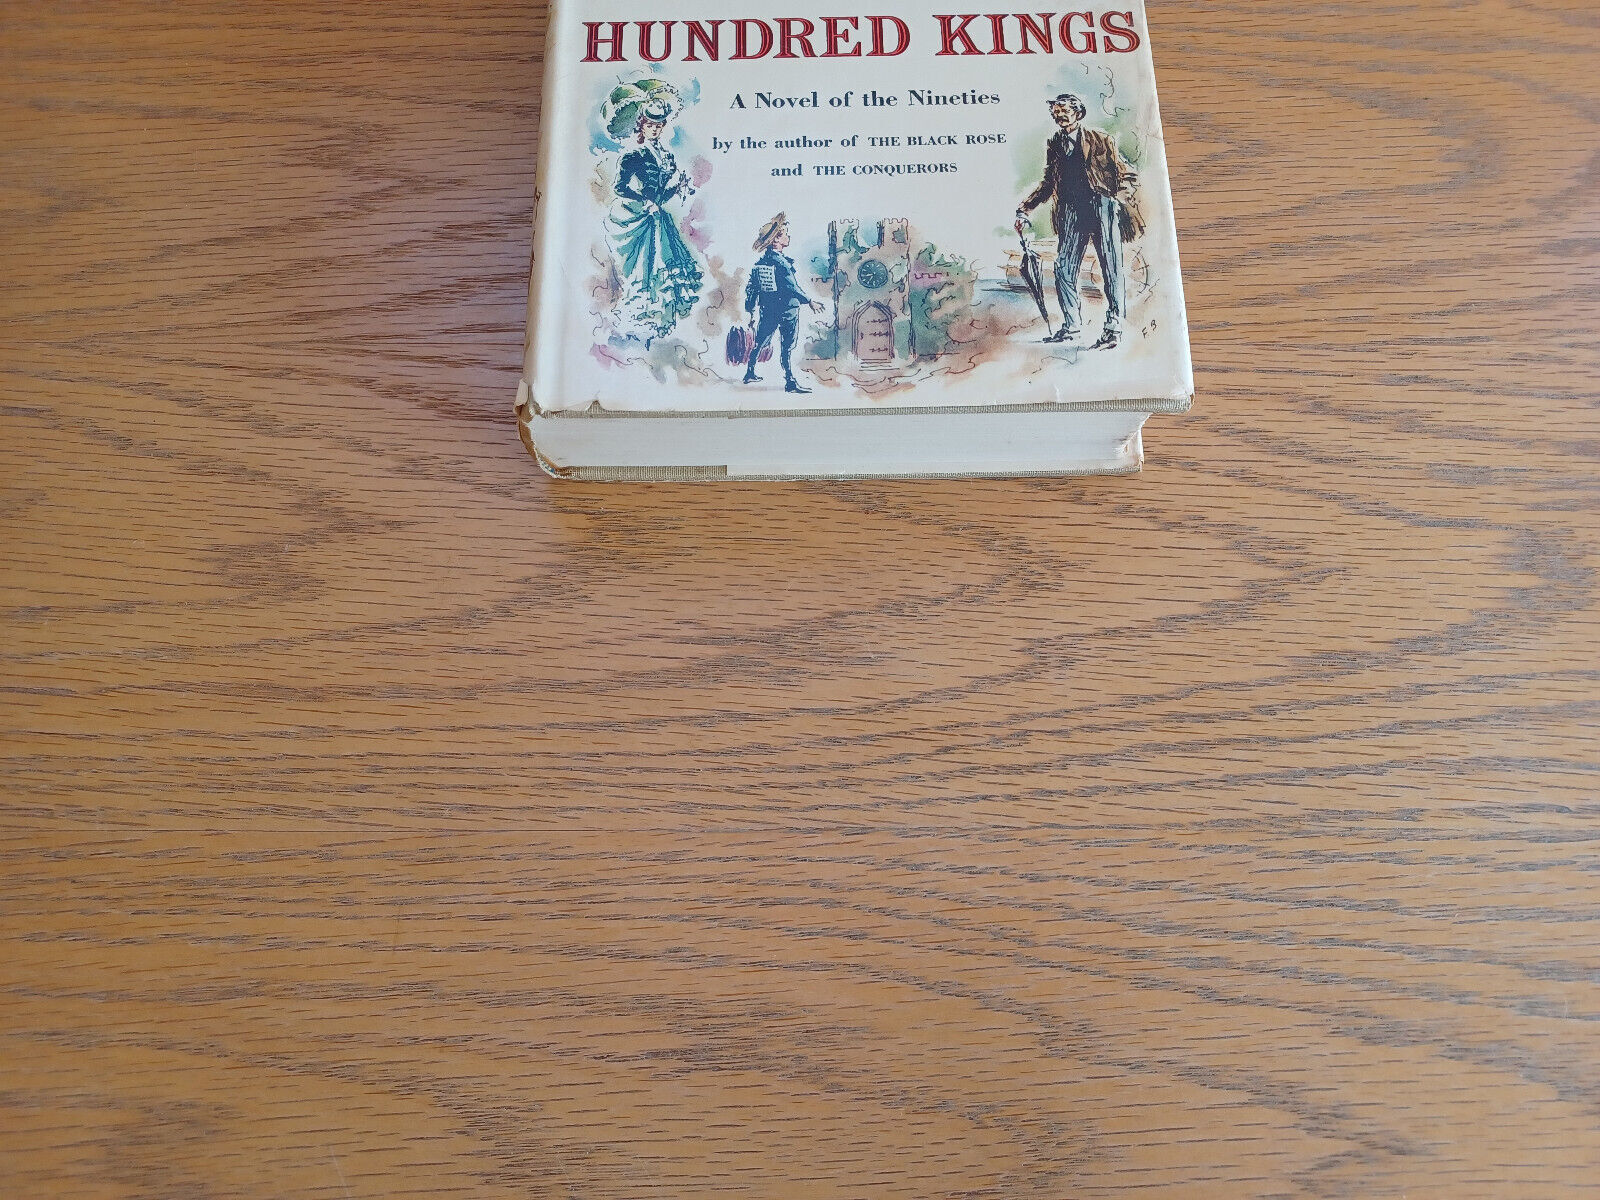 HUNDRED KINGS
A Novel of the Nineties
by the author of THE BLACK ROSE
and THE CONQUERORS
F. B